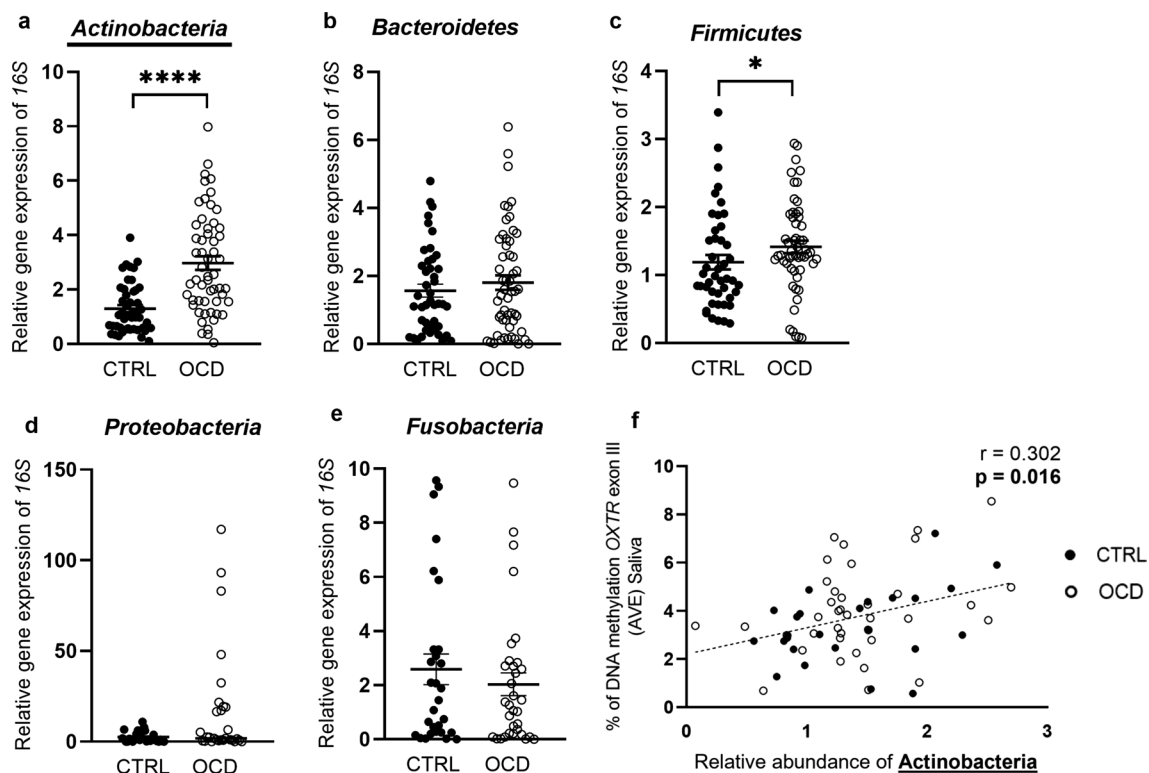 a
Actinobacteria
Relative gene expression of 16S
10
8
6
4
2
0
****
CTRL
OCD
b
Bacteroidetes
Relative gene expression of 16S
8
6
4
2
0
CTRL
OCD
c
Firmicutes
Relative gene expression of 16S
4
3
2
1
0
*
CTRL
OCD
d
Proteobacteria
Relative gene expression of 16S
150
100
50
0
CTRL
OCD
e
Fusobacteria
Relative gene expression of 16S
10
8
6
4
2
0
CTRL
OCD
f
r = 0.302
p = 0.016
% of DNA methylation OXTR exon III
(AVE) Saliva
10
8
6
4
2
0
0
1
2
3
Relative abundance of Actinobacteria
CTRL
OCD